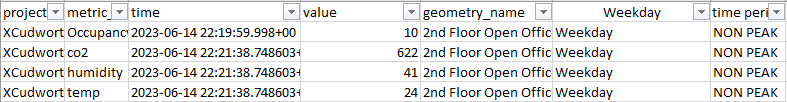 project metric_ time value geometry_name Weekday time peri
XCudwort Occupanc 2023-06-14 22:19:59.998+00 10 2nd Floor Open Offic Weekday NON PEAK
XCudwort co2 2023-06-14 22:21:38.748603+ 622 2nd Floor Open Offic Weekday NON PEAK
XCudwort humidity 2023-06-14 22:21:38.748603+ 41 2nd Floor Open Offic Weekday NON PEAK
XCudwort temp 2023-06-14 22:21:38.748603+ 24 2nd Floor Open Offic Weekday NON PEAK